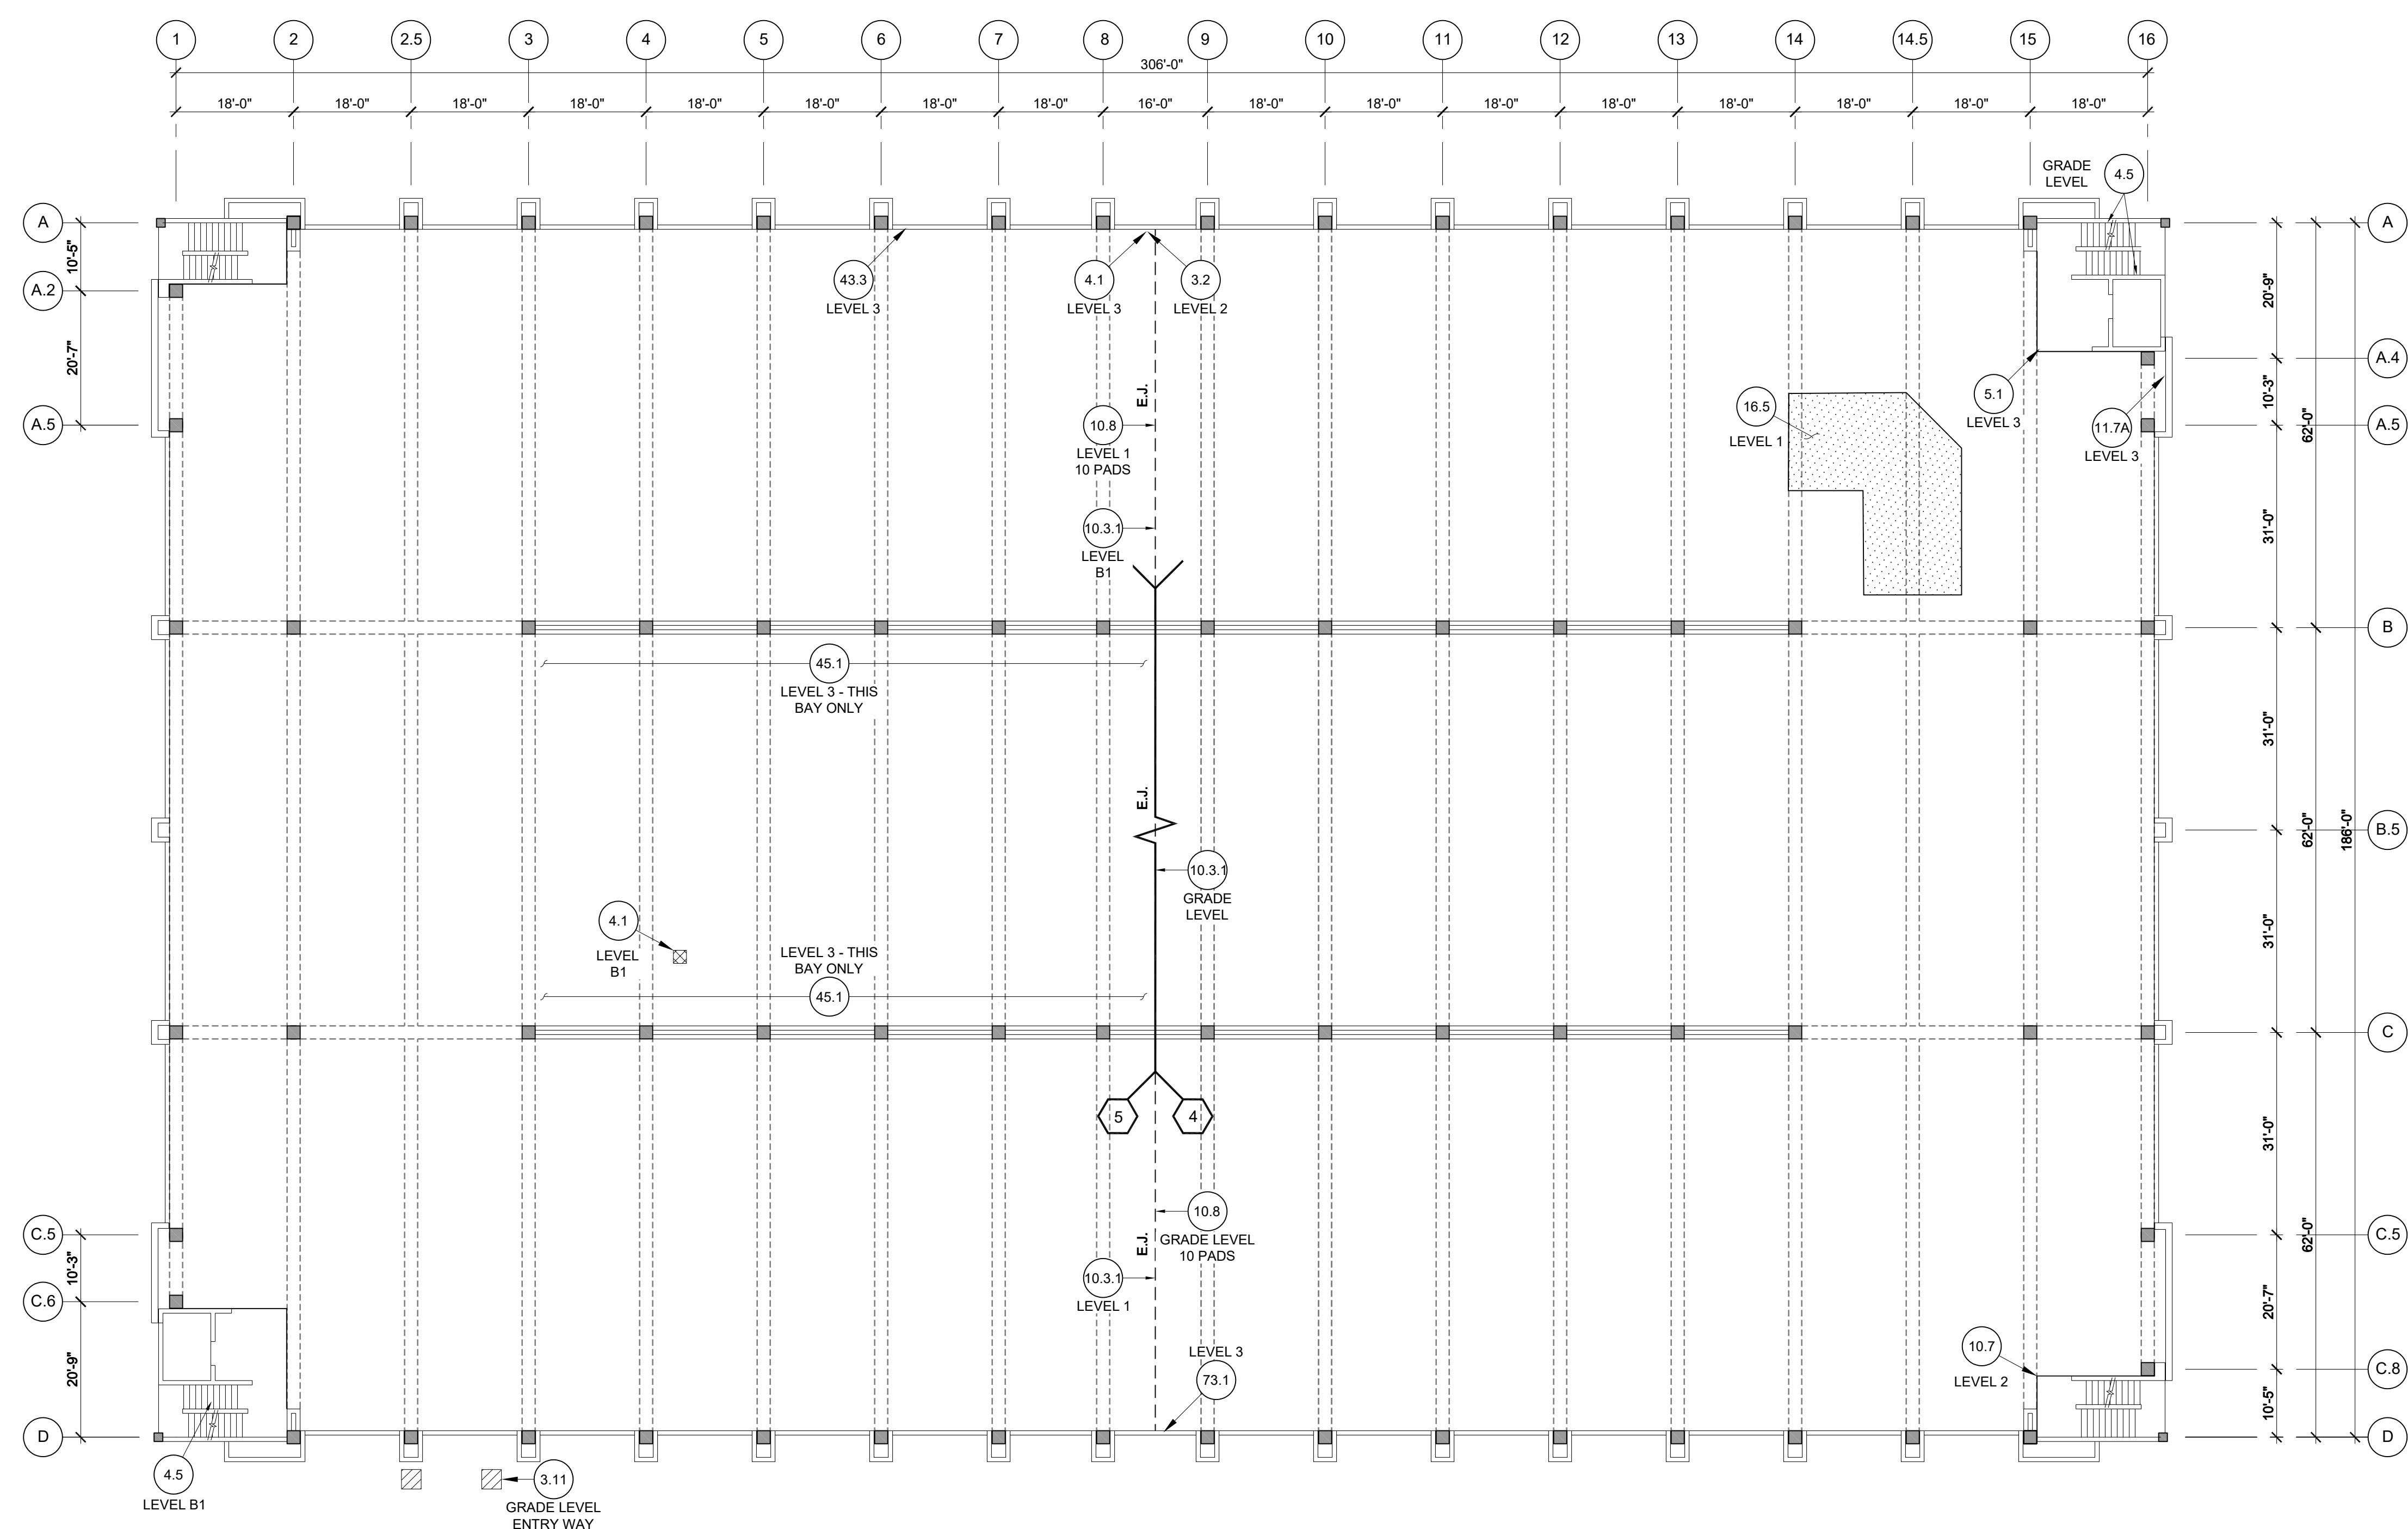 1 2 2.5 3 4 5 6 7 8 9 10 11 12 13 14 14.5 15 16
306'-0"
18'-0" 18'-0" 18'-0" 18'-0" 18'-0" 18'-0" 18'-0" 18'-0" 16'-0" 18'-0" 18'-0" 18'-0" 18'-0" 18'-0" 18'-0" 18'-0" 18'-0"
GRADE
LEVEL
4.5
A
A
10'-5"
20'-9"
A.2
43.3
LEVEL 3
4.1
LEVEL 3
3.2
LEVEL 2
A.4
20'-7"
10'-3"
E.J.
5.1
LEVEL 3
16.5
LEVEL 1
11.7A
LEVEL 3
62'-0"
A.5
A.5
10.8
LEVEL 1
10 PADS
10.3.1
LEVEL
B1
31'-0"
B
45.1
LEVEL 3 - THIS
BAY ONLY
31'-0"
E.J.
62'-0"
186'-0"
B.5
10.3.1
GRADE
LEVEL
4.1
LEVEL
B1
31'-0"
LEVEL 3 - THIS
BAY ONLY
45.1
C
5
4
31'-0"
10.8
GRADE LEVEL
10 PADS
E.J.
62'-0"
C.5
C.5
10'-3"
10.3.1
LEVEL 1
C.6
20'-7"
LEVEL 3
73.1
10.7
LEVEL 2
20'-9"
C.8
10'-5"
D
D
4.5
LEVEL B1
3.11
GRADE LEVEL
ENTRY WAY